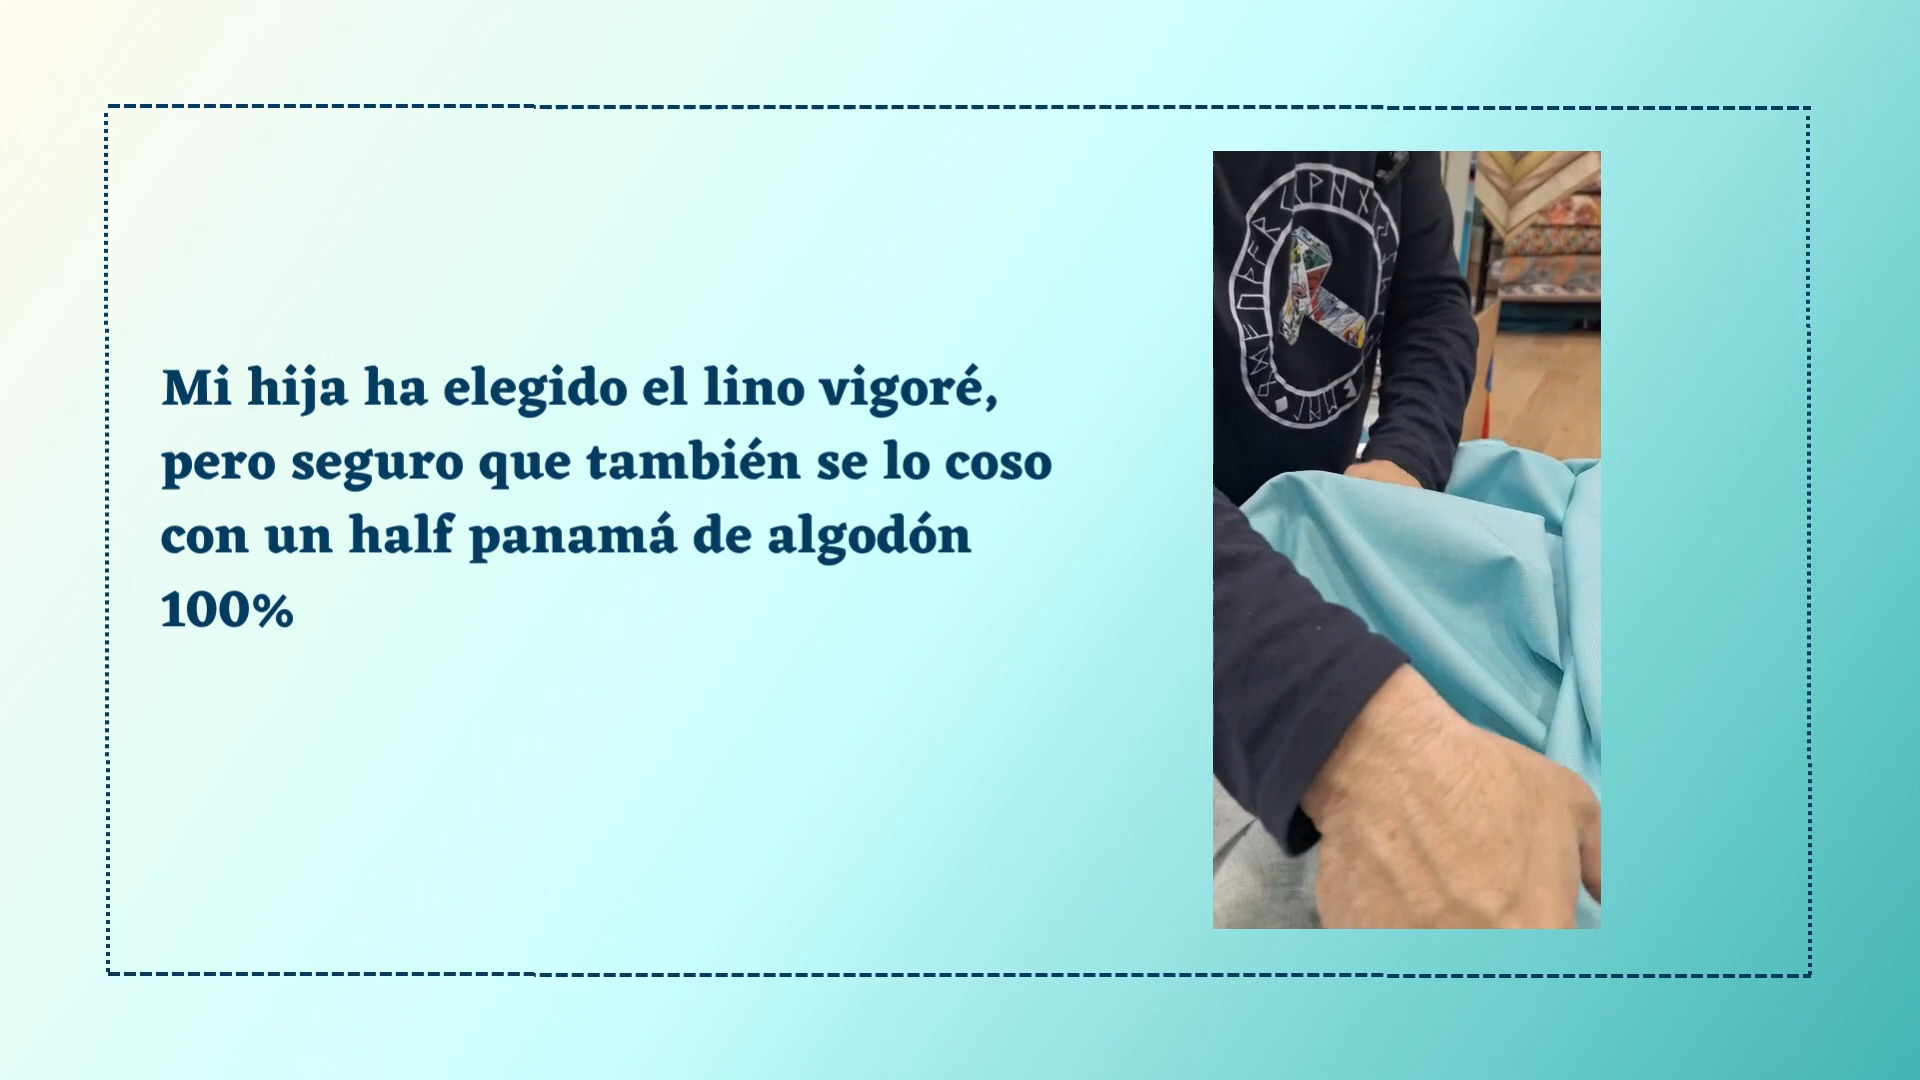 Mi hija ha elegido el lino vigoré,
pero seguro que también se lo coso
con un half panamá de algodón
100%